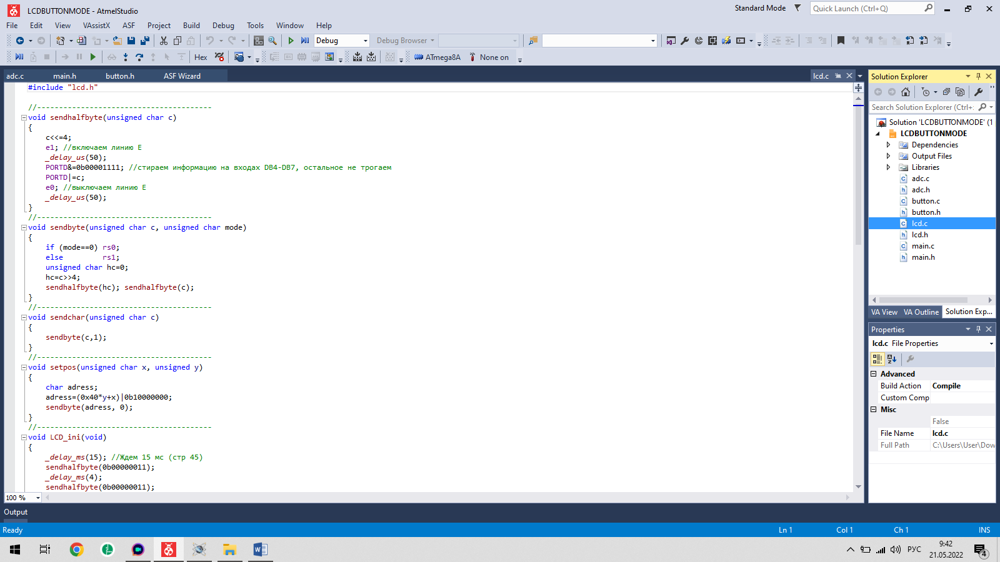 LCDBUTTONMODE - AtmelStudio
Standard Mode
Quick Launch (Ctrl+Q)
File Edit View VAssistX ASF Project Build Debug Tools Window Help
Debug
Debug Browser
Hex
ATmega8A
None on
adc.c main.h button.h ASF Wizard
lcd.c
#include "lcd.h"
//----------------------------------------
void sendhalfbyte(unsigned char c)
{
c<<=4;
e1; //включаем линию E
_delay_us(50);
PORTD&=0b00001111; //стираем информацию на входах DB4-DB7, остальное не трогаем
PORTD|=c;
e0; //выключаем линию E
_delay_us(50);
}
//----------------------------------------
void sendbyte(unsigned char c, unsigned char mode)
{
if (mode==0) rs0;
else         rs1;
unsigned char hc=0;
hc=c>>4;
sendhalfbyte(hc); sendhalfbyte(c);
}
//----------------------------------------
void sendchar(unsigned char c)
{
sendbyte(c,1);
}
//----------------------------------------
void setpos(unsigned char x, unsigned y)
{
char adress;
adress=(0x40*y+x)|0b10000000;
sendbyte(adress, 0);
}
//----------------------------------------
void LCD_ini(void)
{
_delay_ms(15); //Ждем 15 мс (стр 45)
sendhalfbyte(0b00000011);
_delay_ms(4);
sendhalfbyte(0b00000011);
100 %
Solution Explorer
Search Solution Explorer (Ctrl+;
Solution 'LCDBUTTONMODE' (1
LCDBUTTONMODE
Dependencies
Output Files
Libraries
adc.c
adc.h
button.c
button.h
lcd.c
lcd.h
main.c
main.h
VA View VA Outline Solution Exp...
Properties
lcd.c File Properties
Advanced
Build Action Compile
Custom Comp
Misc
False
File Name lcd.c
Full Path C:\Users\User\Dow
Output
Ready
Ln 1
Col 1
Ch 1
INS
РУС
9:42
21.05.2022
4